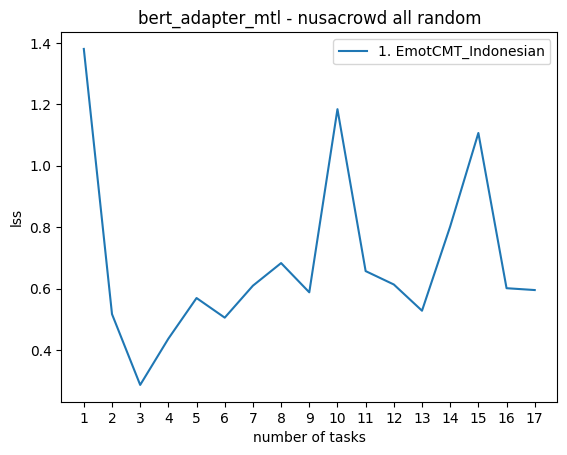 bert_adapter_mtl - nusacrowd all random
1. EmotCMT_Indonesian
1.4
1.2
1.0
0.8
0.6
0.4
lss
1 2 3 4 5 6 7 8 9 10 11 12 13 14 15 16 17
number of tasks